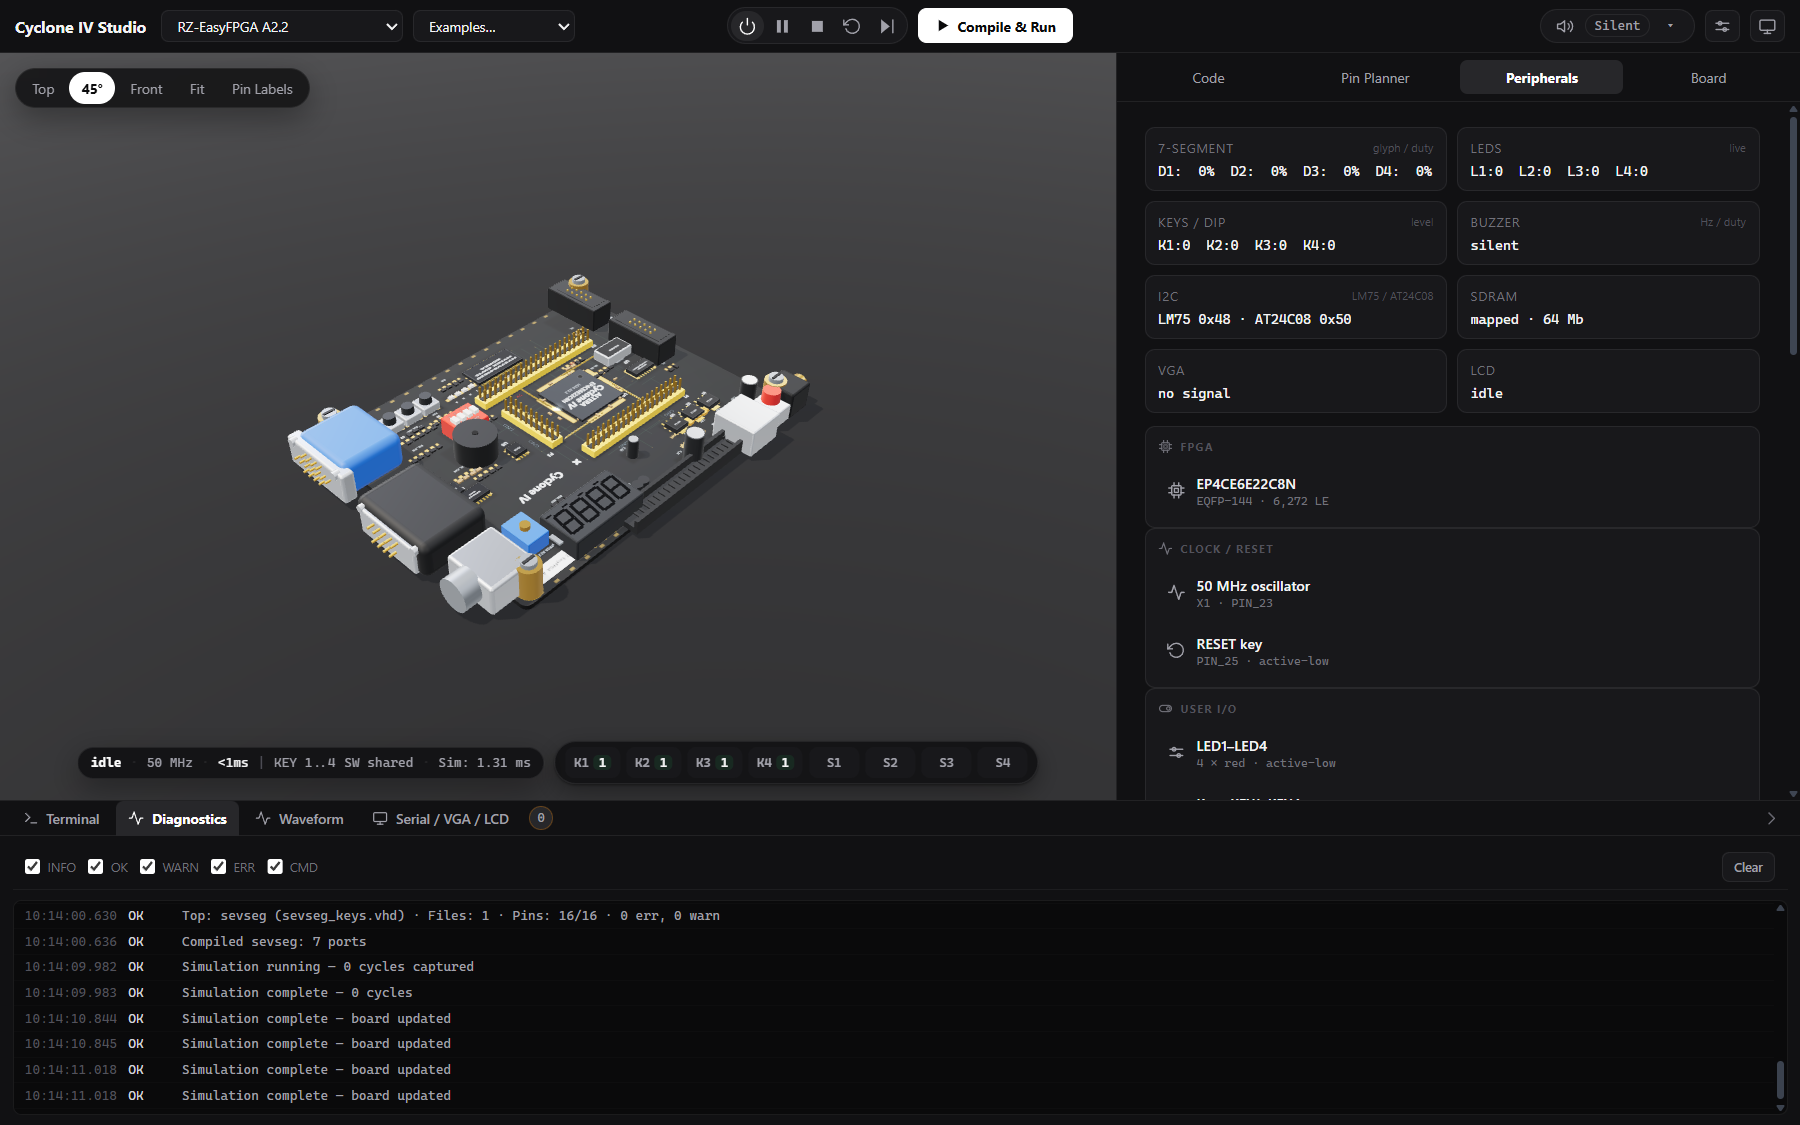 Cyclone IV Studio
RZ-EasyFPGA A2.2
Examples...
Compile & Run
Silent
Top 45° Front Fit Pin Labels
Code Pin Planner Peripherals Board
7-SEGMENT glyph / duty
D1: 0% D2: 0% D3: 0% D4: 0%
LEDS live
L1:0 L2:0 L3:0 L4:0
KEYS / DIP level
K1:0 K2:0 K3:0 K4:0
BUZZER Hz / duty
silent
I2C LM75 / AT24C08
LM75 0x48 · AT24C08 0x50
SDRAM
mapped · 64 Mb
VGA
no signal
LCD
idle
FPGA
EP4CE6E22C8N
EQFP-144 · 6,272 LE
CLOCK / RESET
50 MHz oscillator
X1 · PIN_23
RESET key
PIN_25 · active-low
USER I/O
LED1–LED4
4 × red · active-low
Cyclone IV
idle · 50 MHz · <1ms | KEY 1..4 SW shared · Sim: 1.31 ms
K1 1 K2 1 K3 1 K4 1 S1 S2 S3 S4
Terminal Diagnostics Waveform Serial / VGA / LCD 0
INFO OK WARN ERR CMD
Clear
10:14:00.630 OK Top: sevseg (sevseg_keys.vhd) · Files: 1 · Pins: 16/16 · 0 err, 0 warn
10:14:00.636 OK Compiled sevseg: 7 ports
10:14:09.982 OK Simulation running — 0 cycles captured
10:14:09.983 OK Simulation complete — 0 cycles
10:14:10.844 OK Simulation complete — board updated
10:14:10.845 OK Simulation complete — board updated
10:14:11.018 OK Simulation complete — board updated
10:14:11.018 OK Simulation complete — board updated